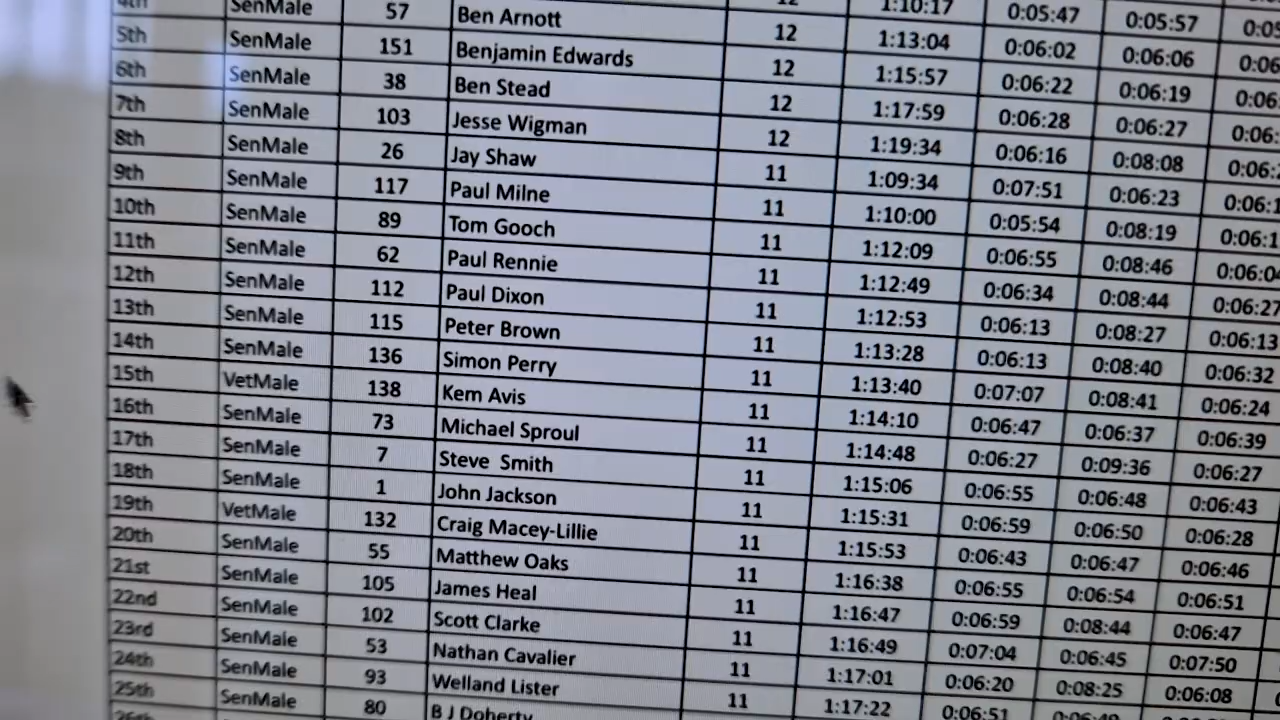 12 1:10:17 0:05:47 0:05:57
4th SenMale 57 Ben Arnott 12 1:13:04 0:06:02 0:06:06
5th SenMale 151 Benjamin Edwards 12 1:15:57 0:06:22 0:06:19
6th SenMale 38 Ben Stead 12 1:17:59 0:06:28 0:06:27
7th SenMale 103 Jesse Wigman 12 1:19:34 0:06:16 0:08:08
8th SenMale 26 Jay Shaw 11 1:09:34 0:07:51 0:06:23 0:06:1
9th SenMale 117 Paul Milne 11 1:10:00 0:05:54 0:08:19 0:06:1
10th SenMale 89 Tom Gooch 11 1:12:09 0:06:55 0:08:46 0:06:04
11th SenMale 62 Paul Rennie 11 1:12:49 0:06:34 0:08:44 0:06:27
12th SenMale 112 Paul Dixon 11 1:12:53 0:06:13 0:08:27 0:06:13
13th SenMale 115 Peter Brown 11 1:13:28 0:06:13 0:08:40 0:06:32
14th SenMale 136 Simon Perry 11 1:13:40 0:07:07 0:08:41 0:06:24
15th VetMale 138 Kem Avis 11 1:14:10 0:06:47 0:06:37 0:06:39
16th SenMale 73 Michael Sproul 11 1:14:48 0:06:27 0:09:36 0:06:27
17th SenMale 7 Steve Smith 11 1:15:06 0:06:55 0:06:48 0:06:43
18th SenMale 1 John Jackson 11 1:15:31 0:06:59 0:06:50 0:06:28
19th VetMale 132 Craig Macey-Lillie 11 1:15:53 0:06:43 0:06:47 0:06:46
20th SenMale 55 Matthew Oaks 11 1:16:38 0:06:55 0:06:54 0:06:51
21st SenMale 105 James Heal 11 1:16:47 0:06:59 0:08:44 0:06:47
22nd SenMale 102 Scott Clarke 11 1:16:49 0:07:04 0:06:45 0:07:50
23rd SenMale 53 Nathan Cavalier 11 1:17:01 0:06:20 0:08:25 0:06:08
24th SenMale 93 Welland Lister 11 1:17:22 0:06:51
25th SenMale 80 B J Doherty
26th